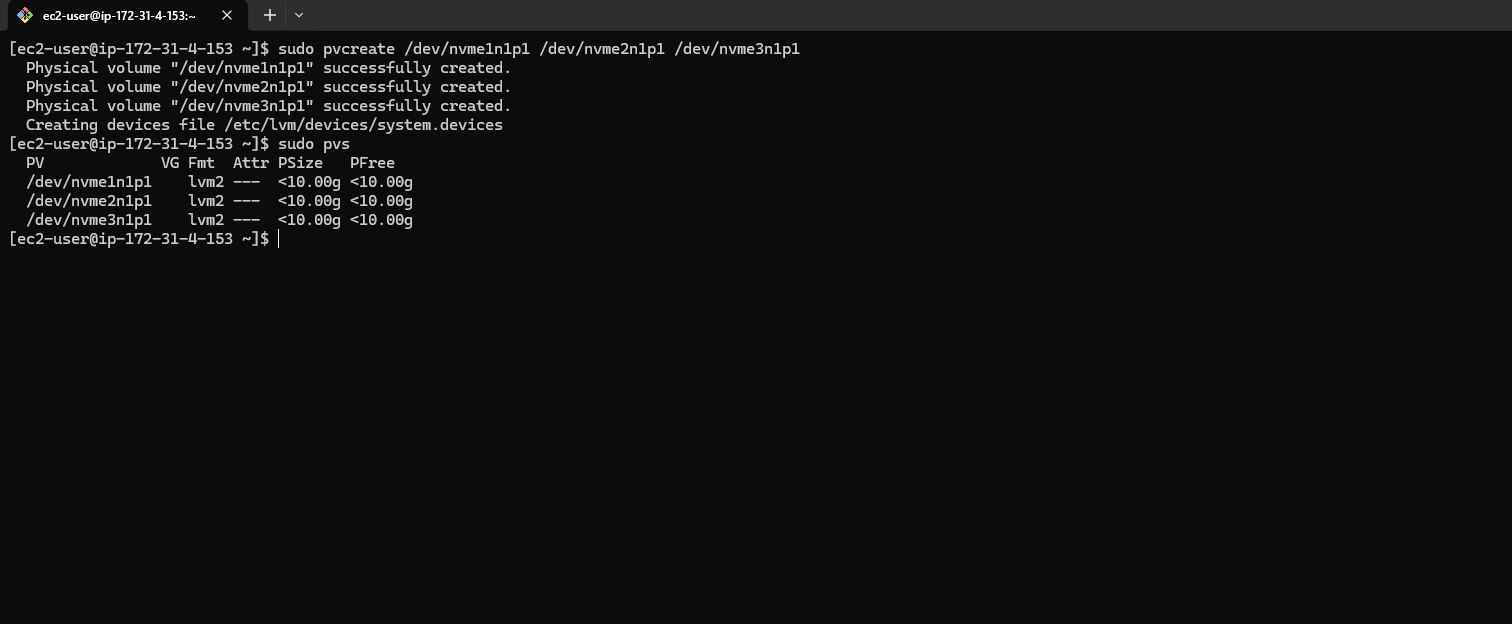 ec2-user@ip-172-31-4-153:~
[ec2-user@ip-172-31-4-153 ~]$ sudo pvcreate /dev/nvme1n1p1 /dev/nvme2n1p1 /dev/nvme3n1p1
  Physical volume "/dev/nvme1n1p1" successfully created.
  Physical volume "/dev/nvme2n1p1" successfully created.
  Physical volume "/dev/nvme3n1p1" successfully created.
  Creating devices file /etc/lvm/devices/system.devices
[ec2-user@ip-172-31-4-153 ~]$ sudo pvs
  PV             VG Fmt  Attr PSize   PFree
  /dev/nvme1n1p1    lvm2 ---  <10.00g <10.00g
  /dev/nvme2n1p1    lvm2 ---  <10.00g <10.00g
  /dev/nvme3n1p1    lvm2 ---  <10.00g <10.00g
[ec2-user@ip-172-31-4-153 ~]$